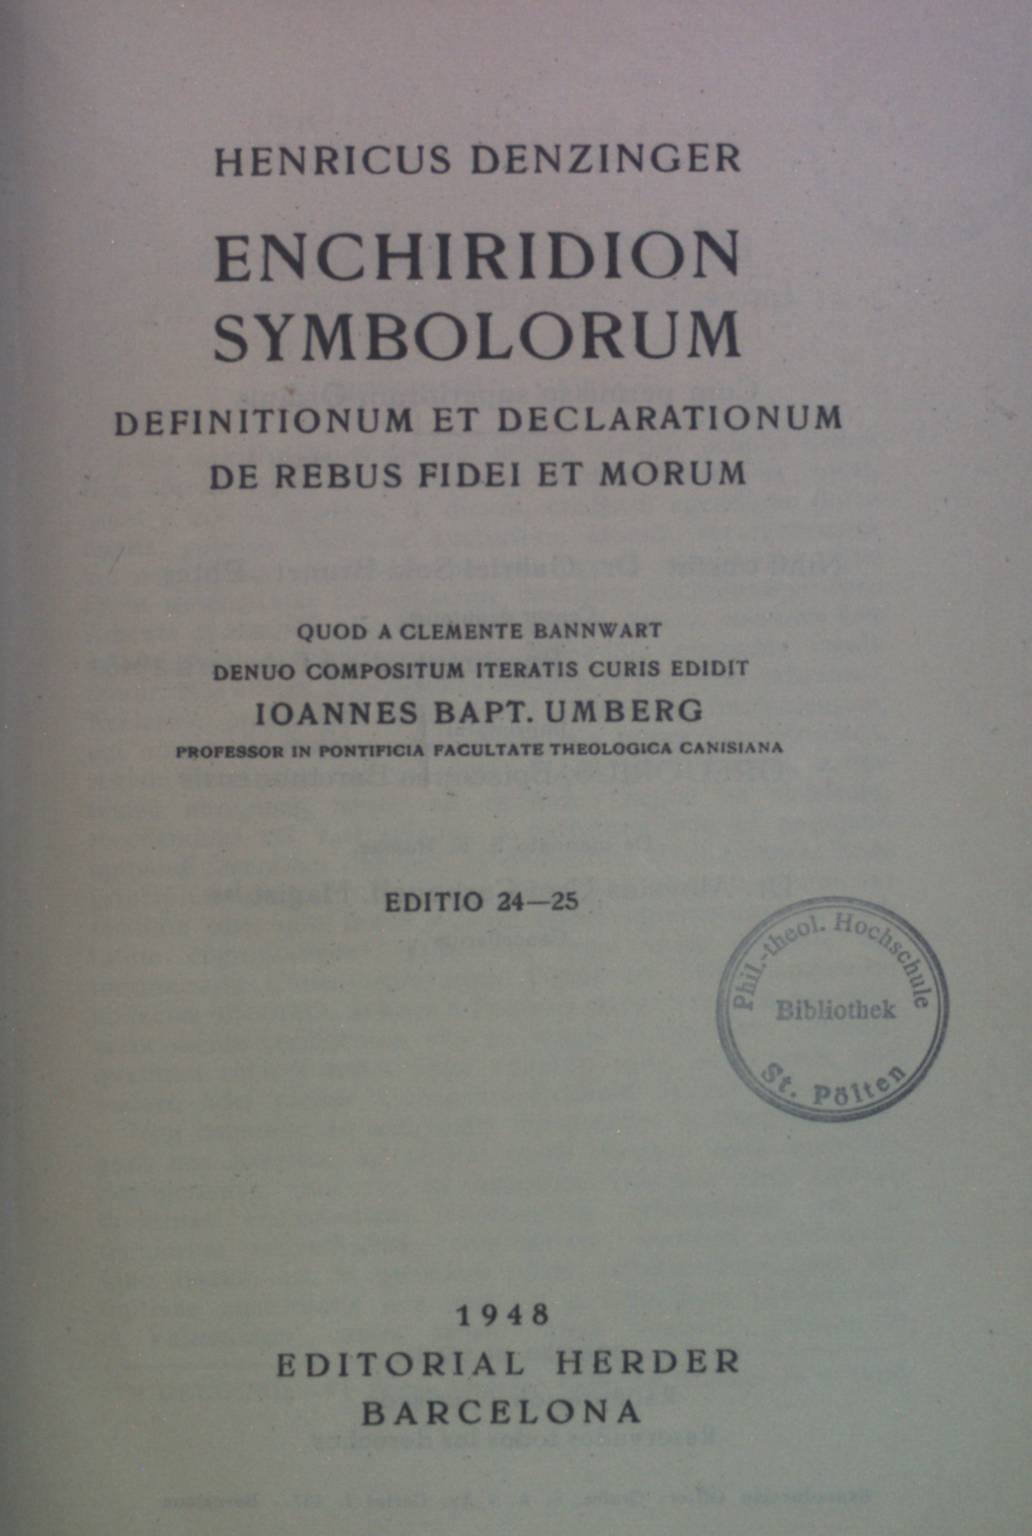 HENRICUS DENZINGER
ENCHIRIDION
SYMBOLORUM
DEFINITIONUM ET DECLARATIONUM
DE REBUS FIDEI ET MORUM
QUOD A CLEMENTE BANNWART
DENUO COMPOSITUM ITERATIS CURIS EDIDIT
IOANNES BAPT. UMBERG
PROFESSOR IN PONTIFICIA FACULTATE THEOLOGICA CANISIANA
EDITIO 24—25
Phil.-theol. Hochschule
Bibliothek
St. Pölten
1948
EDITORIAL HERDER
BARCELONA